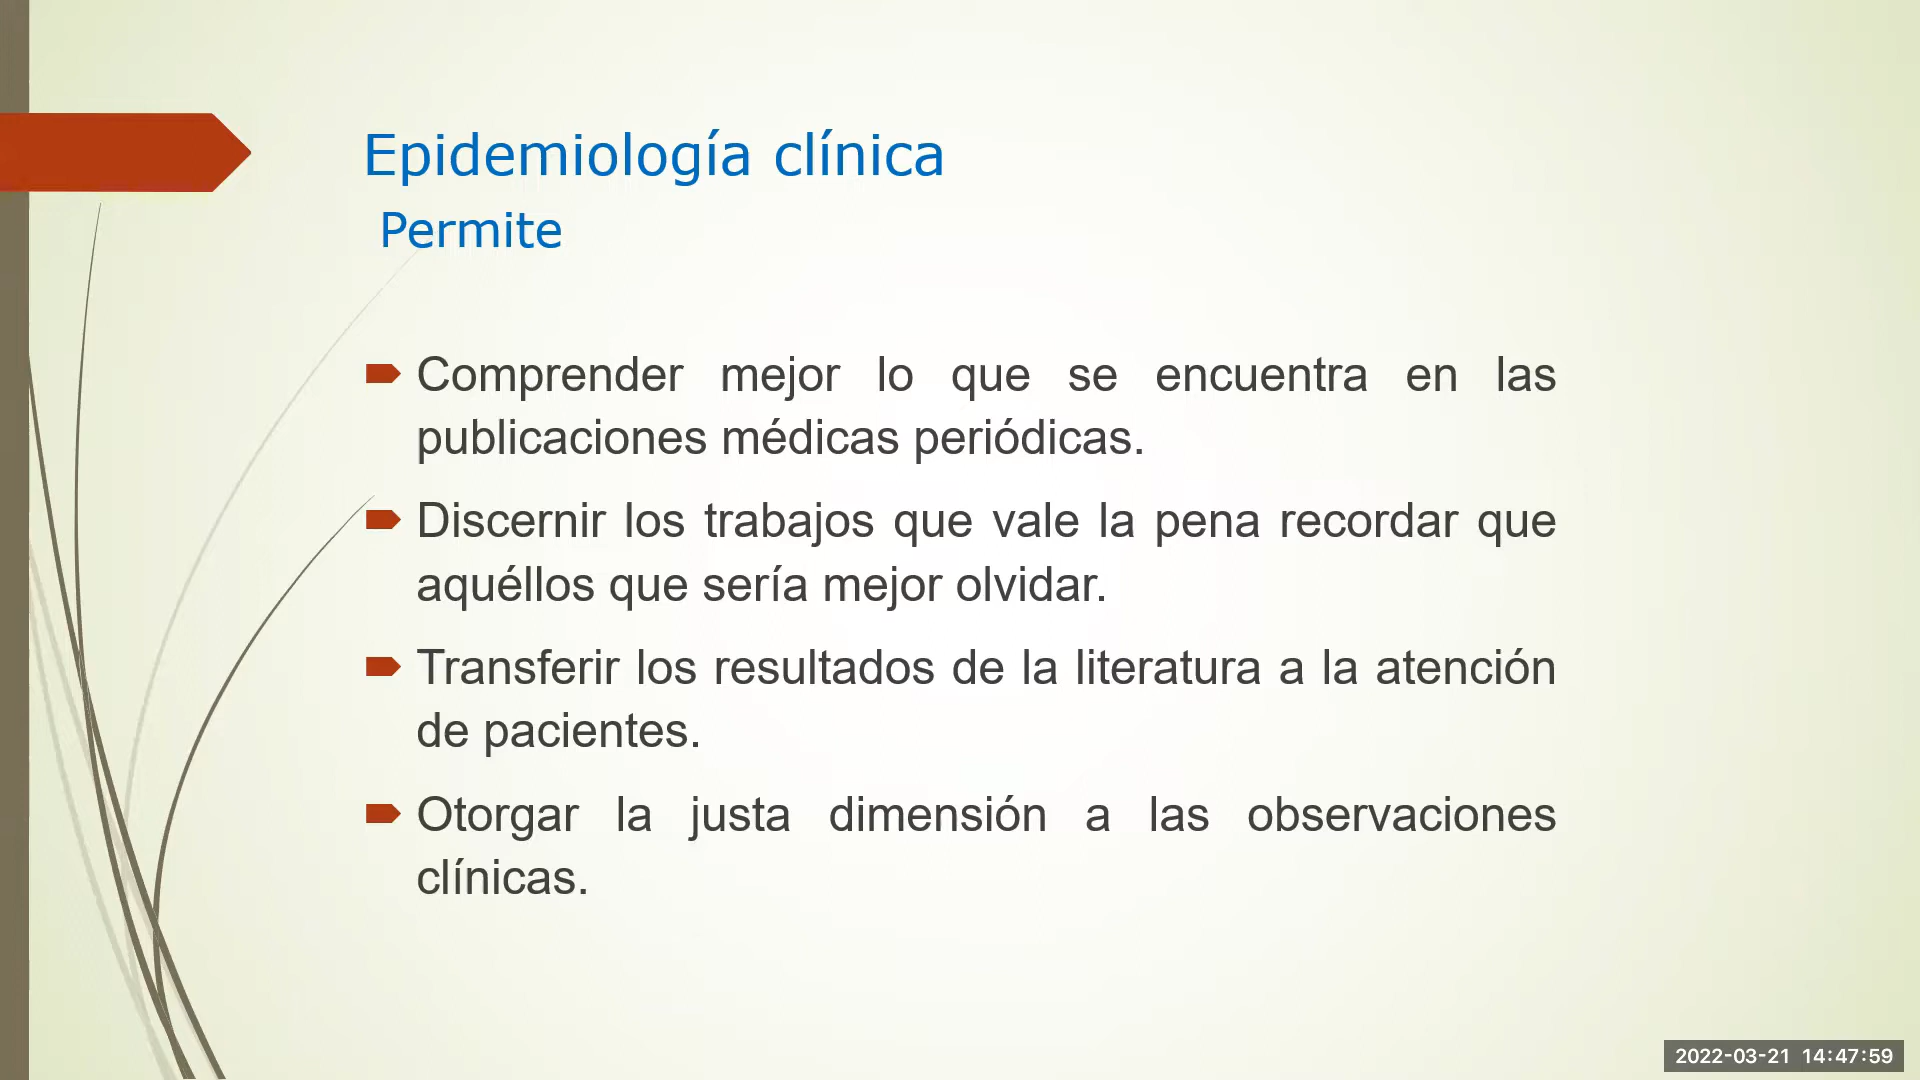 Epidemiología clínica
Permite
Comprender mejor lo que se encuentra en las
publicaciones médicas periódicas.
Discernir los trabajos que vale la pena recordar que
aquéllos que sería mejor olvidar.
Transferir los resultados de la literatura a la atención
de pacientes.
Otorgar la justa dimensión a las observaciones
clínicas.
2022-03-21 14:47:59